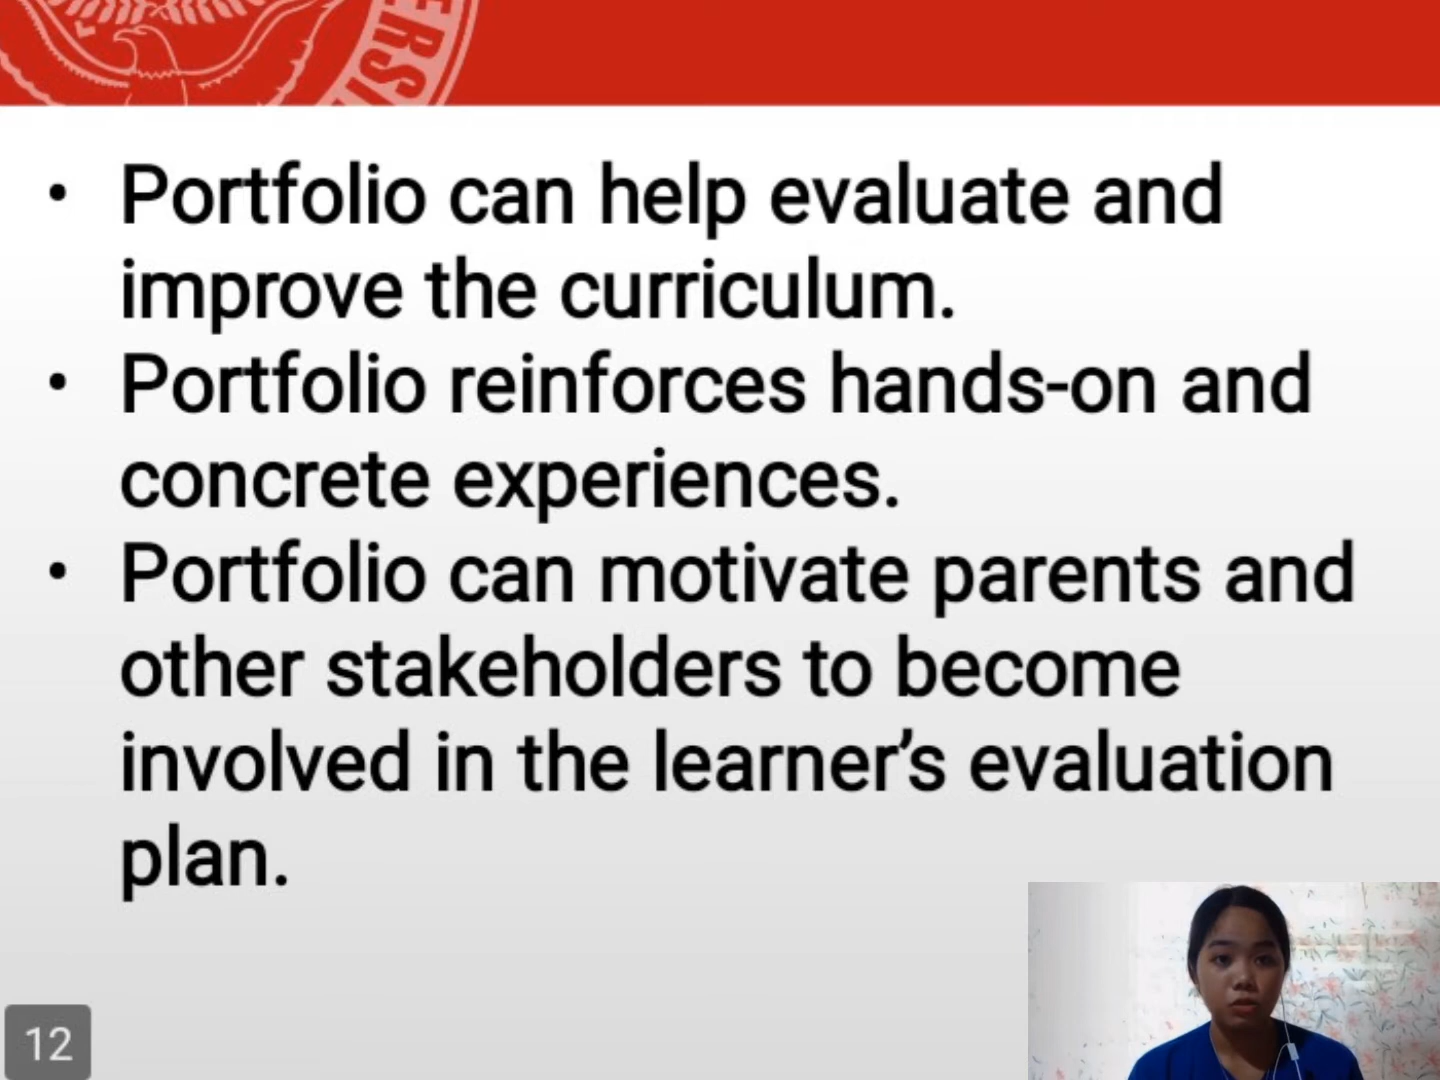 ERSI
• Portfolio can help evaluate and
improve the curriculum.
• Portfolio reinforces hands-on and
concrete experiences.
• Portfolio can motivate parents and
other stakeholders to become
involved in the learner’s evaluation
plan.
12